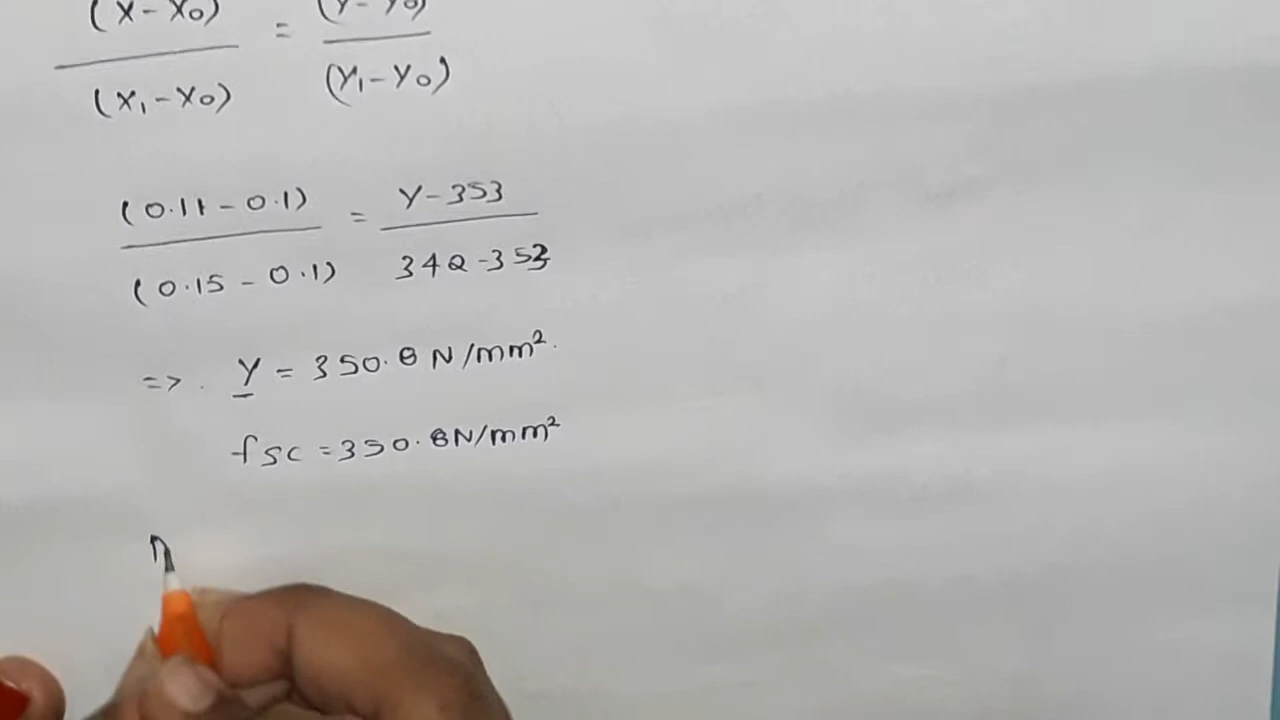 (X-X0) = (Y-Y0)
(X1-X0) (Y1-Y0)
(0.11-0.1) = Y-353
(0.15-0.1) 342-353
=> . Y = 350.8 N/mm².
fsc = 350.8N/mm²